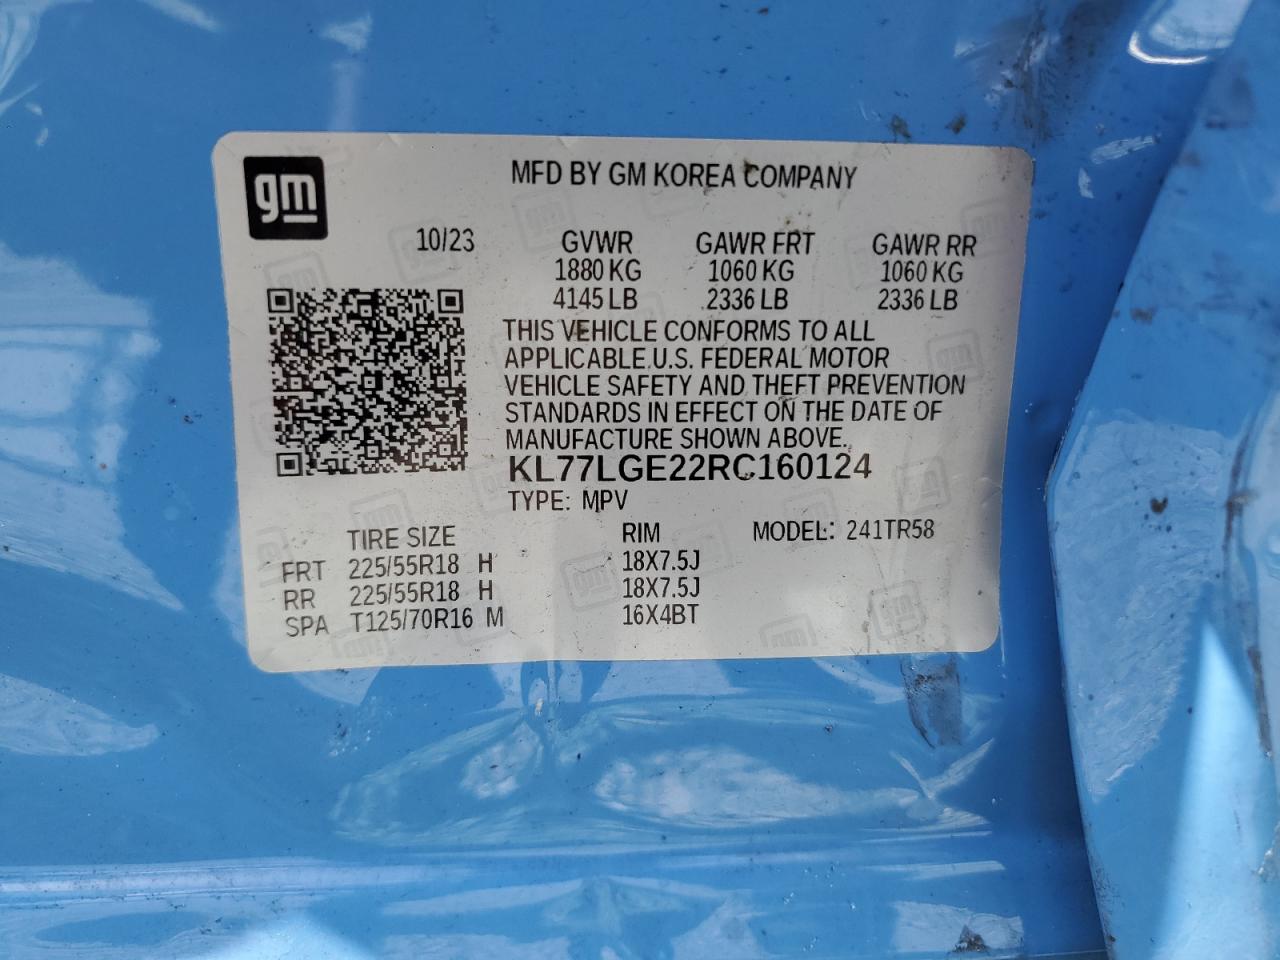 gm
MFD BY GM KOREA COMPANY
10/23
GVWR GAWR FRT GAWR RR
1880 KG 1060 KG 1060 KG
4145 LB 2336 LB 2336 LB
THIS VEHICLE CONFORMS TO ALL
APPLICABLE U.S. FEDERAL MOTOR
VEHICLE SAFETY AND THEFT PREVENTION
STANDARDS IN EFFECT ON THE DATE OF
MANUFACTURE SHOWN ABOVE.
KL77LGE22RC160124
TYPE: MPV
TIRE SIZE RIM MODEL: 241TR58
FRT 225/55R18 H 18X7.5J
RR 225/55R18 H 18X7.5J
SPA T125/70R16 M 16X4BT